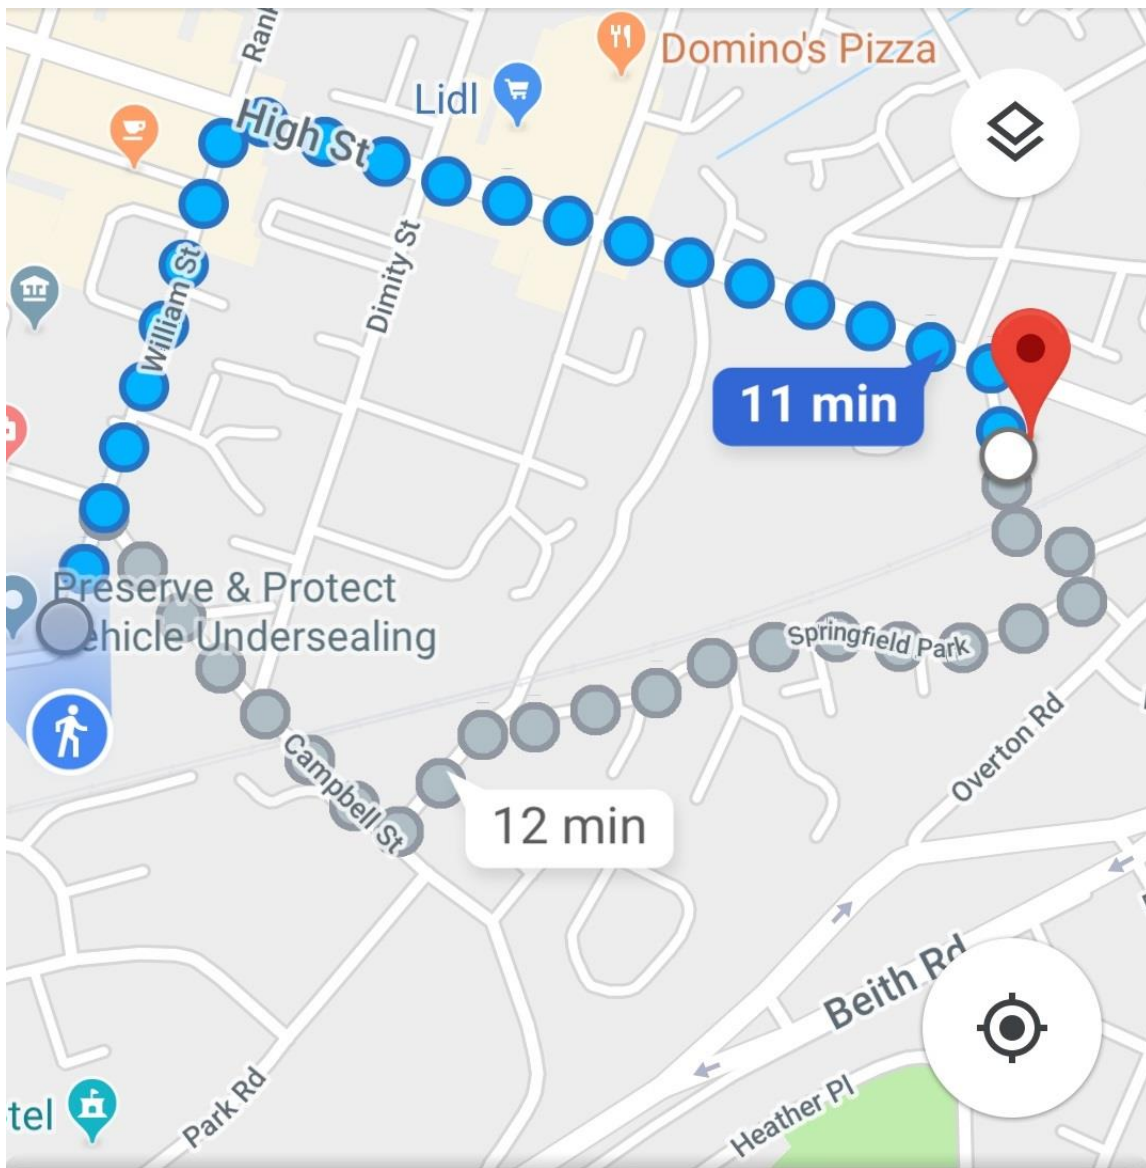 Domino's Pizza
Lidl
High St
Dimity St
William St
11 min
Preserve & Protect
ehicle Undersealing
Springfield Park
Overton Rd
Campbell St
12 min
Beith Rd
Park Rd
Heather Pl
tel